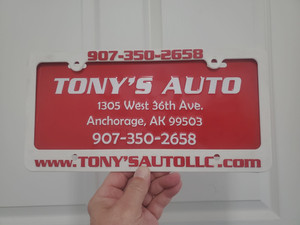 907-350-2658
TONY'S AUTO
1305 West 36th Ave.
Anchorage, AK 99503
907-350-2658
www.TONY'SAUTOLLC.com